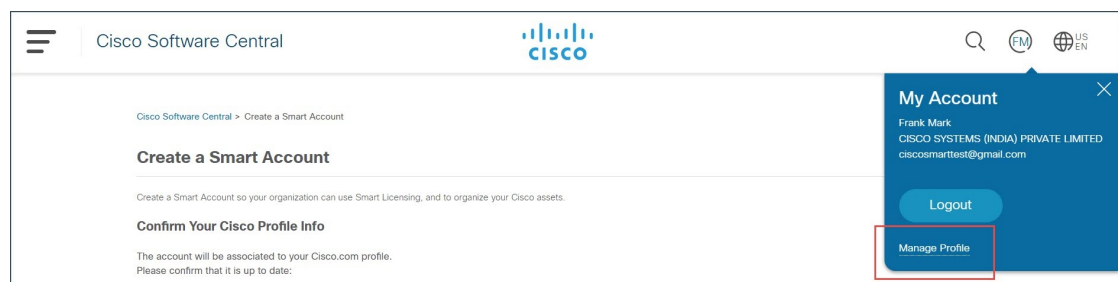 Cisco Software Central
CISCO
FM
US
EN
Cisco Software Central > Create a Smart Account
Create a Smart Account
Create a Smart Account so your organization can use Smart Licensing, and to organize your Cisco assets.
Confirm Your Cisco Profile Info
The account will be associated to your Cisco.com profile.
Please confirm that it is up to date:
My Account
Frank Mark
CISCO SYSTEMS (INDIA) PRIVATE LIMITED
ciscosmarttest@gmail.com
Logout
Manage Profile